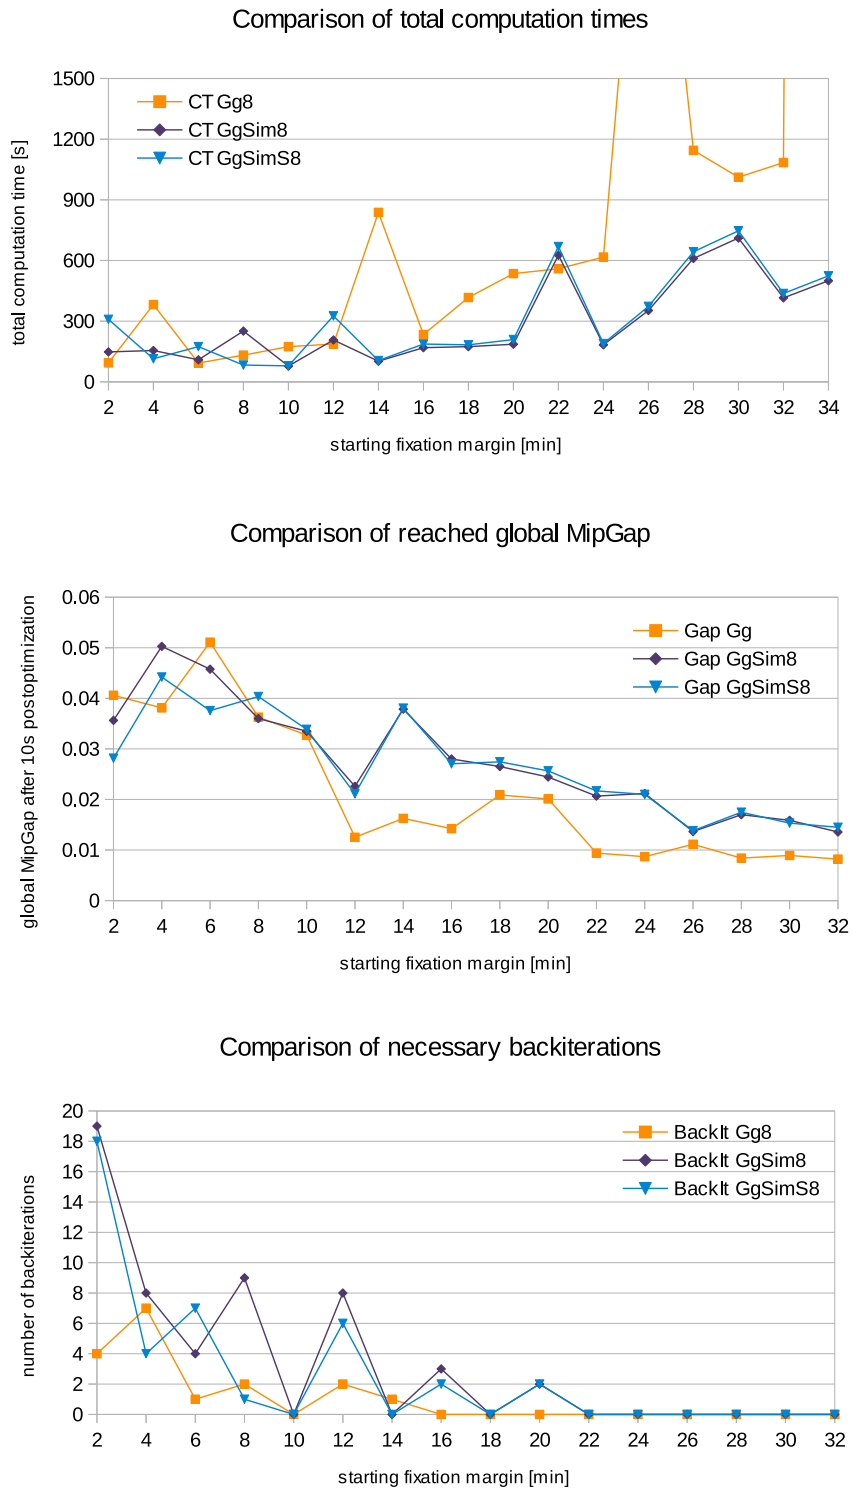 Comparison of total computation times
1500
1200
900
600
300
0
total computation time [s]
CT Gg8
CT GgSim8
CT GgSimS8
2 4 6 8 10 12 14 16 18 20 22 24 26 28 30 32 34
starting fixation margin [min]
Comparison of reached global MipGap
0.06
0.05
0.04
0.03
0.02
0.01
0
global MipGap after 10s postoptimization
Gap Gg
Gap GgSim8
Gap GgSimS8
2 4 6 8 10 12 14 16 18 20 22 24 26 28 30 32
starting fixation margin [min]
Comparison of necessary backiterations
20
18
16
14
12
10
8
6
4
2
0
number of backiterations
BackIt Gg8
BackIt GgSim8
BackIt GgSimS8
2 4 6 8 10 12 14 16 18 20 22 24 26 28 30 32
starting fixation margin [min]